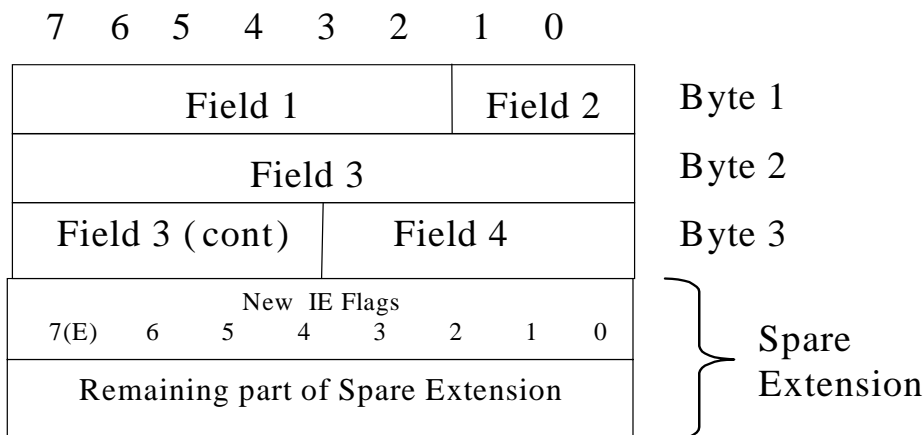 7 6 5 4 3 2 1 0
Field 1 Field 2 Byte 1
Field 3 Byte 2
Field 3 (cont) Field 4 Byte 3
New IE Flags
7(E) 6 5 4 3 2 1 0
Remaining part of Spare Extension
Spare
Extension